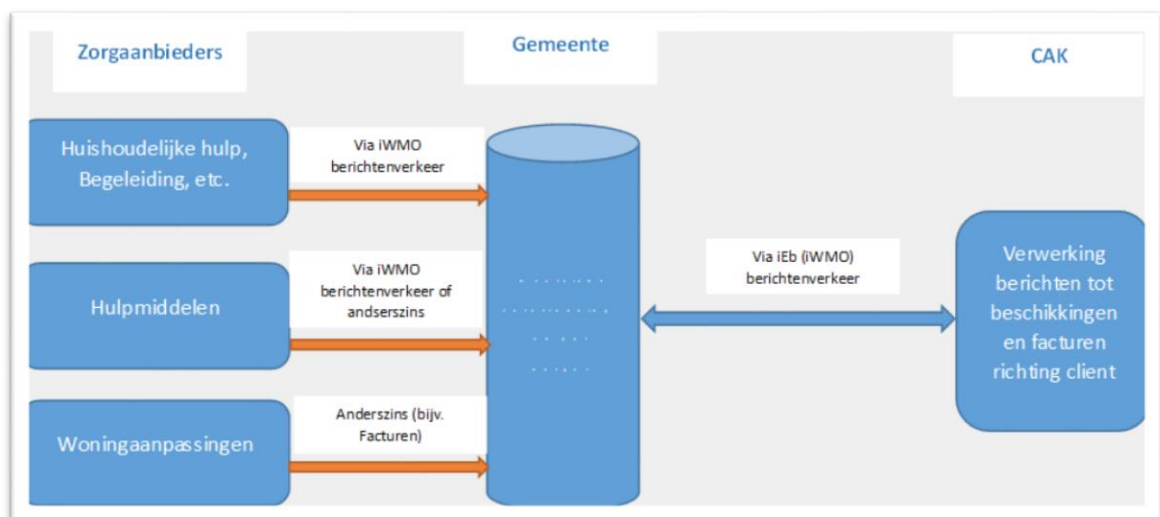 Zorgaanbieders
Gemeente
CAK
Huishoudelijke hulp,
Begeleiding, etc.
Via iWMO
berichtenverkeer
Hulpmiddelen
Via iWMO
berichtenverkeer of
andserszins
Woningaanpassingen
Anderszins (bijv.
Facturen)
Via iEb (iWMO)
berichtenverkeer
Verwerking
berichten tot
beschikkingen
en facturen
richting client